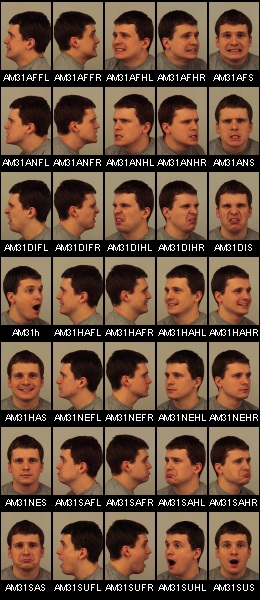 AM31AFFL AM31AFFR AM31AFHL AM31AFHR AM31AFS
AM31ANFL AM31ANFR AM31ANHL AM31ANHR AM31ANS
AM31DIFL AM31DIFR AM31DIHL AM31DIHR AM31DIS
AM31h AM31HAFL AM31HAFR AM31HAHL AM31HAHR
AM31HAS AM31NEFL AM31NEFR AM31NEHL AM31NEHR
AM31NES AM31SAFL AM31SAFR AM31SAHL AM31SAHR
AM31SAS AM31SUFL AM31SUFR AM31SUHL AM31SUS